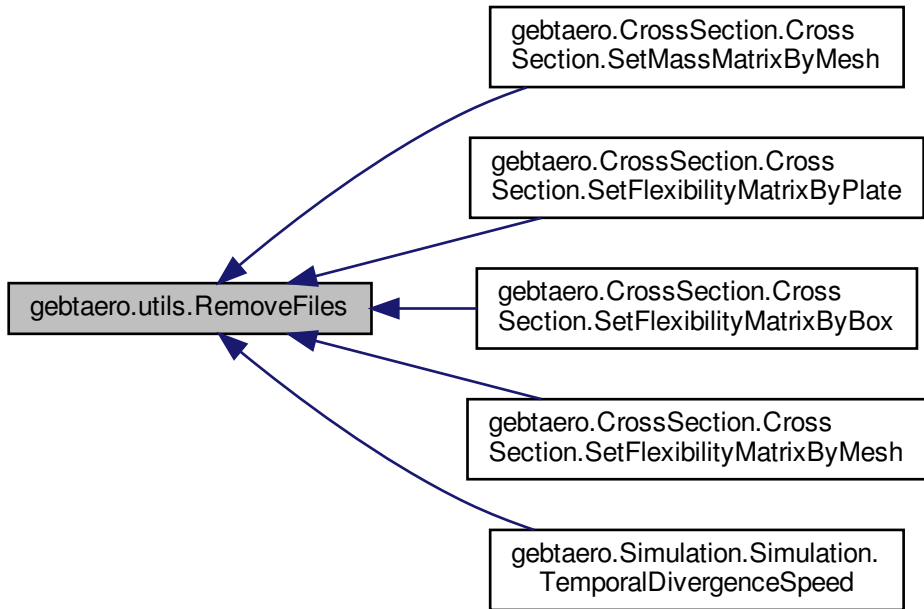 gebtaero.CrossSection.Cross
Section.SetMassMatrixByMesh
gebtaero.CrossSection.Cross
Section.SetFlexibilityMatrixByPlate
gebtaero.utils.RemoveFiles
gebtaero.CrossSection.Cross
Section.SetFlexibilityMatrixByBox
gebtaero.CrossSection.Cross
Section.SetFlexibilityMatrixByMesh
gebtaero.Simulation.Simulation.
TemporalDivergenceSpeed